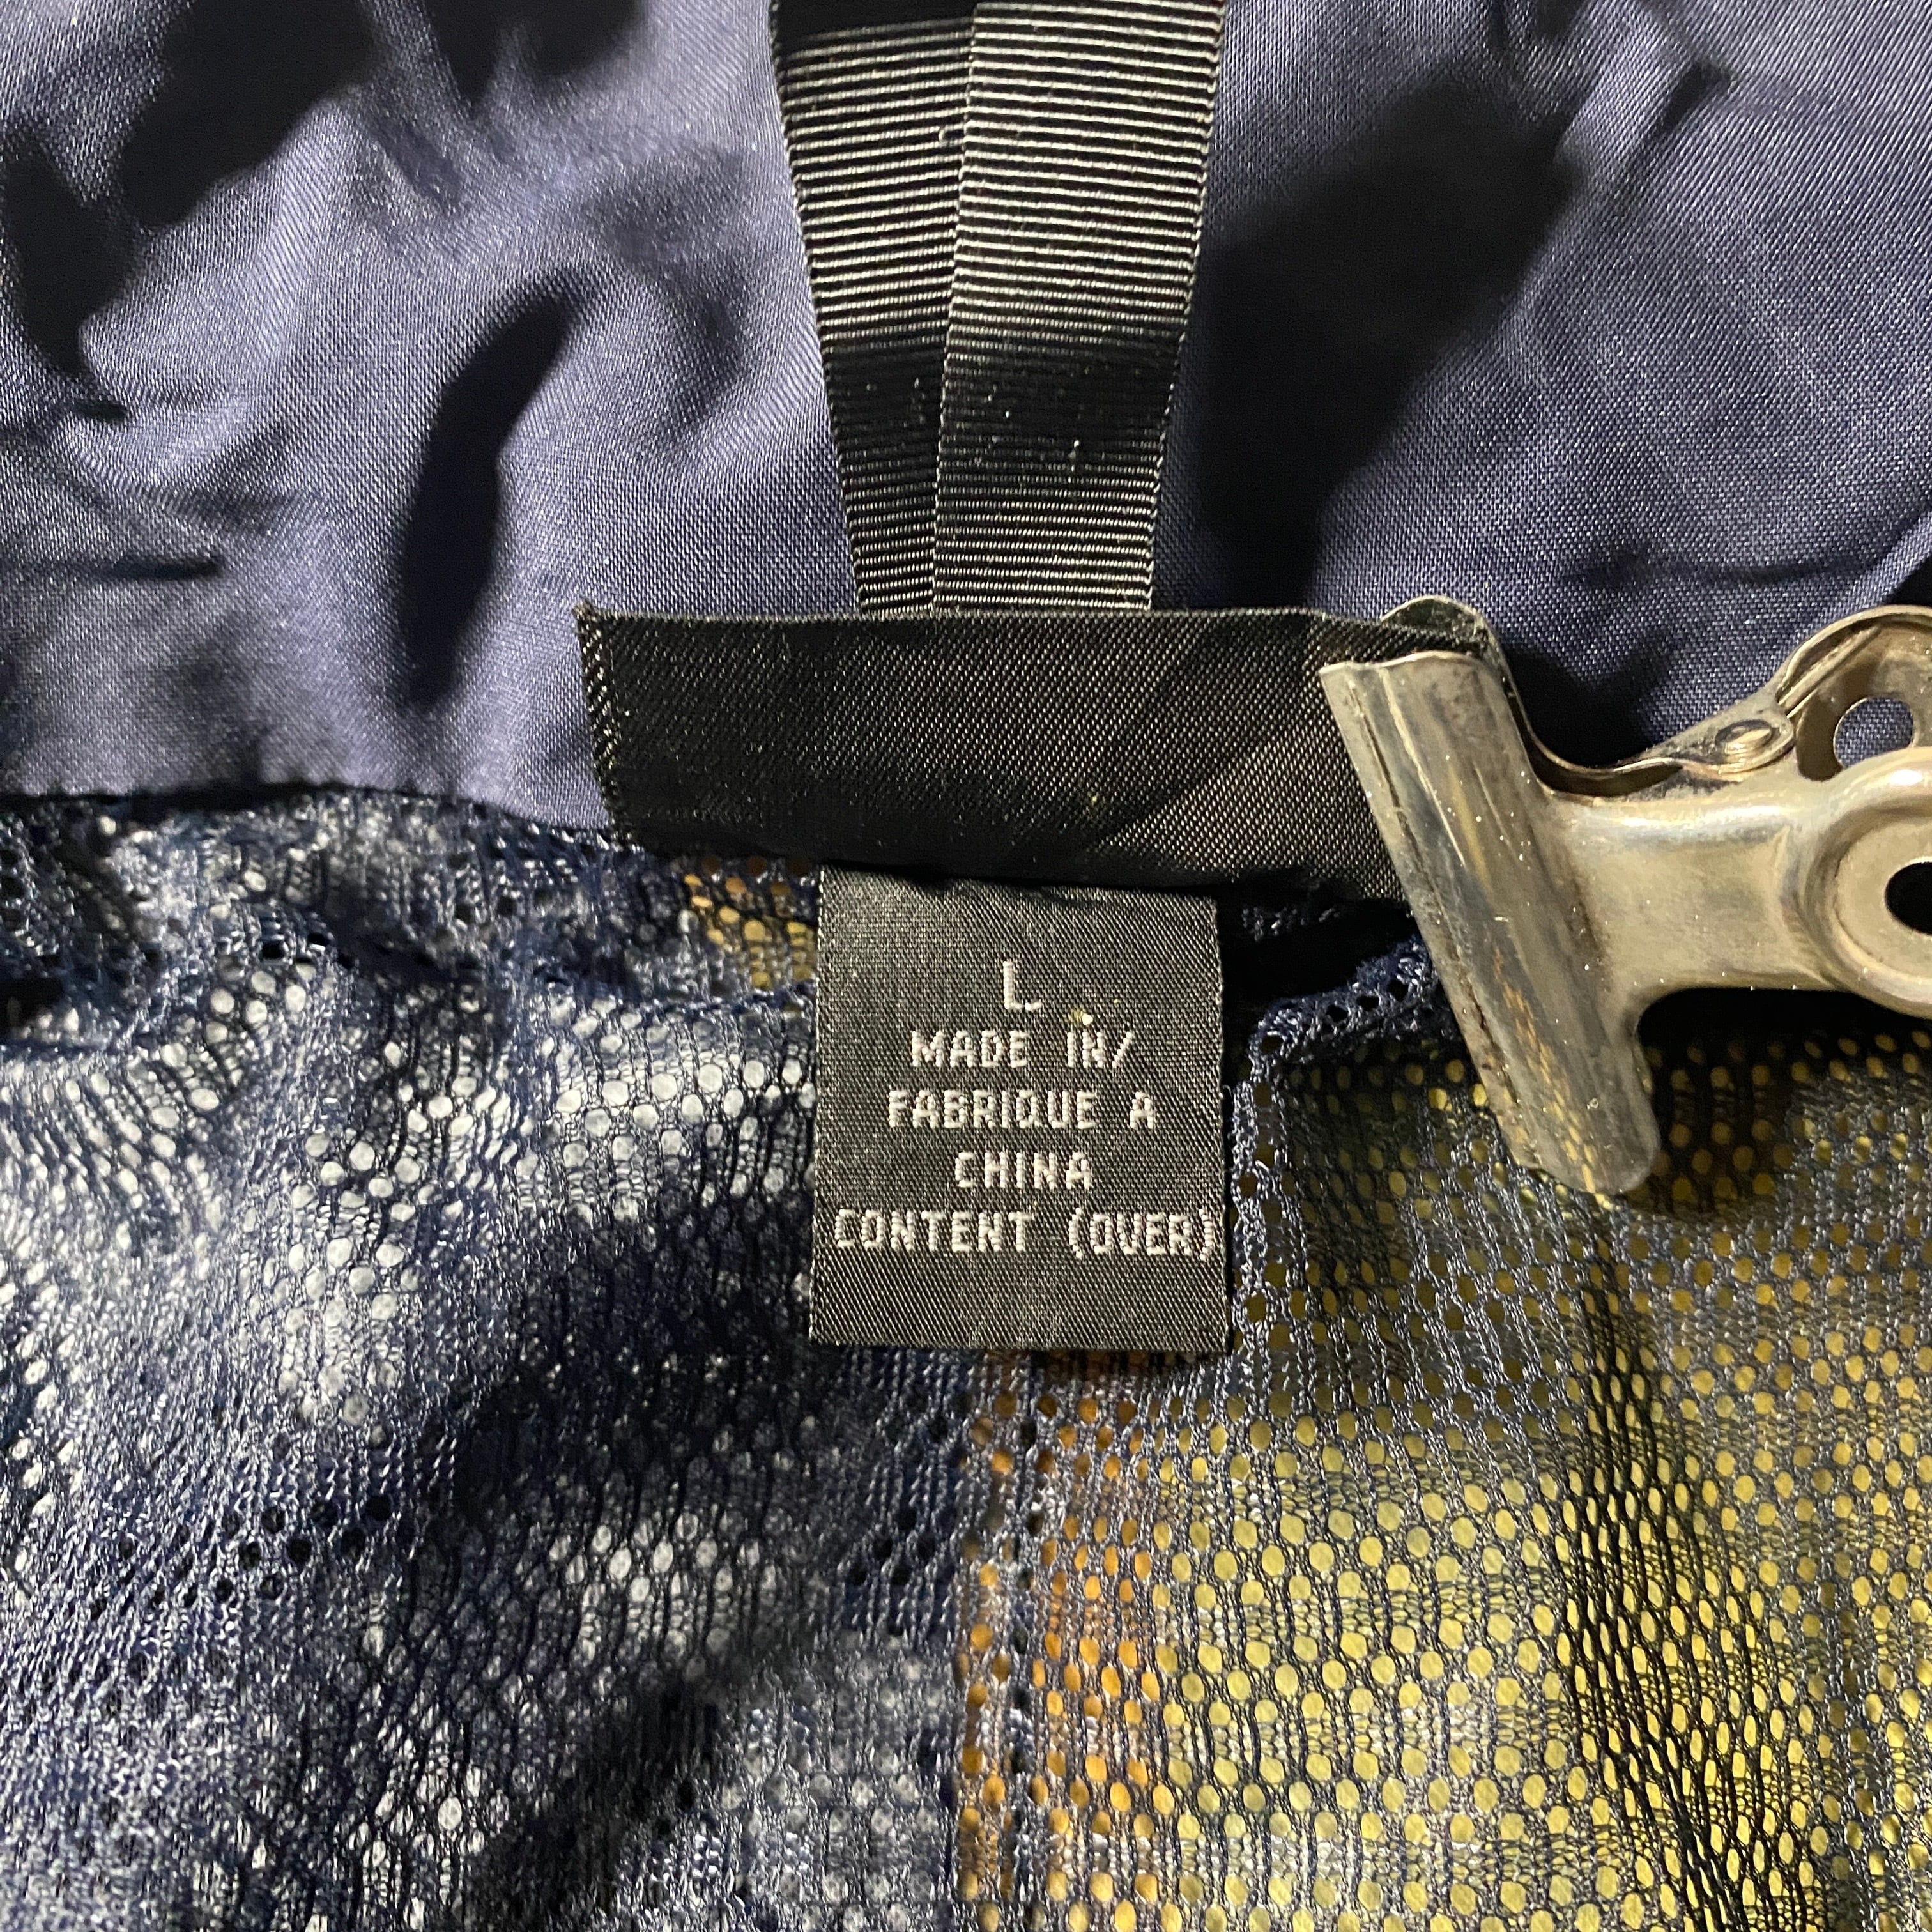 L
MADE IN/
FABRIQUE A
CHINA
CONTENT (OVER)